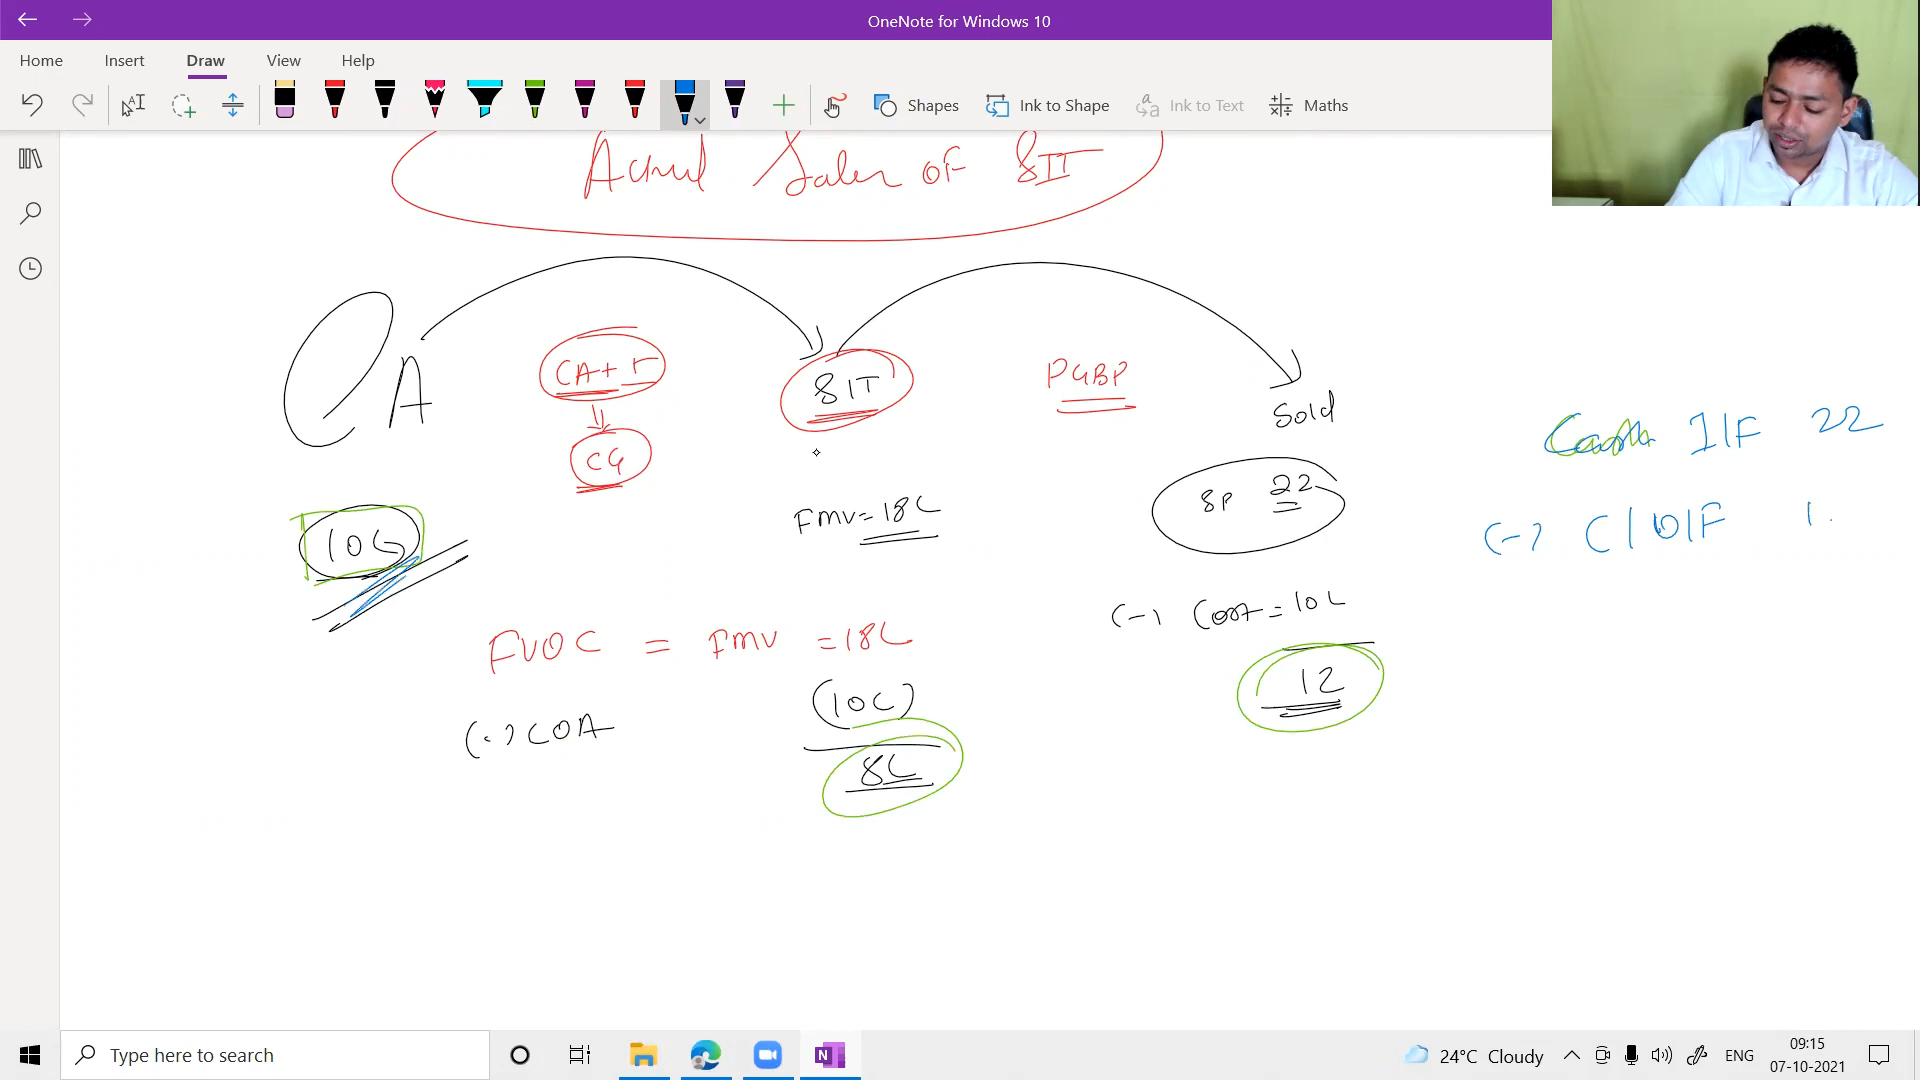 OneNote for Windows 10
Home Insert Draw View Help
Shapes Ink to Shape Ink to Text Maths
Actual Sales of SIT
A
CA + T
CG
SIT
PGBP
Sold
Cash I/F 22
(-) C/O/F 1.
10L
FMV = 18L
SP 22
(-) Cost = 10L
12
FVOC = FMV = 18L
(-) COA (10L)
8L
Type here to search
N
24°C Cloudy
ENG
09:15
07-10-2021